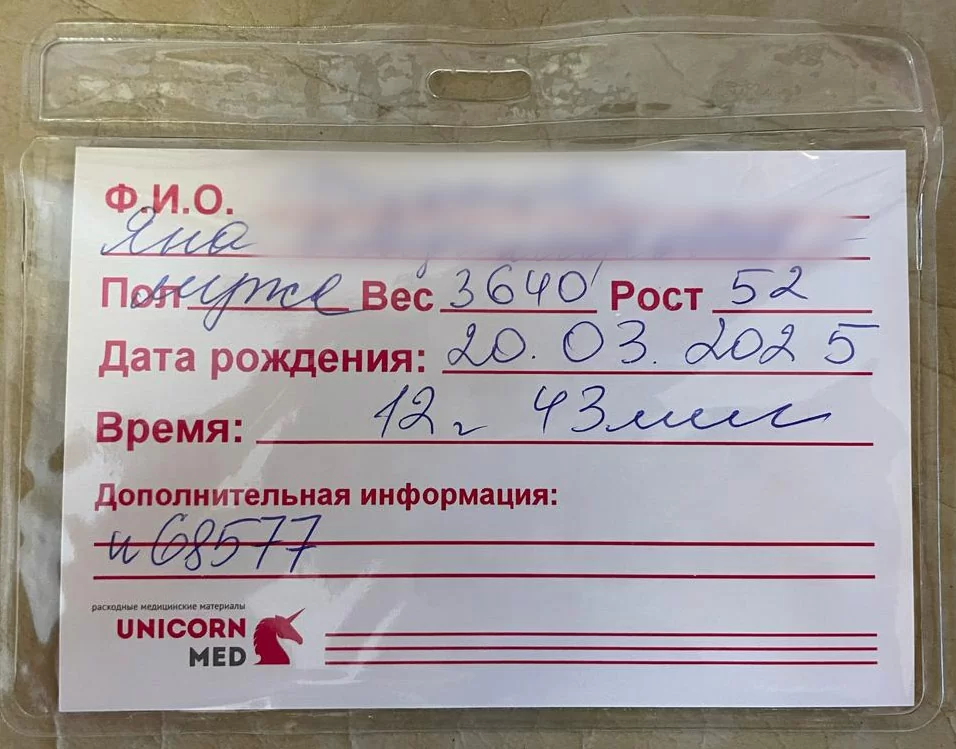 Ф.И.О.
Яна
Пол муже Вес 3640 Рост 52
Дата рождения: 20.03.2025
Время: 12 ч 43 мин
Дополнительная информация:
и 68577
расходные медицинские материалы
UNICORN
MED